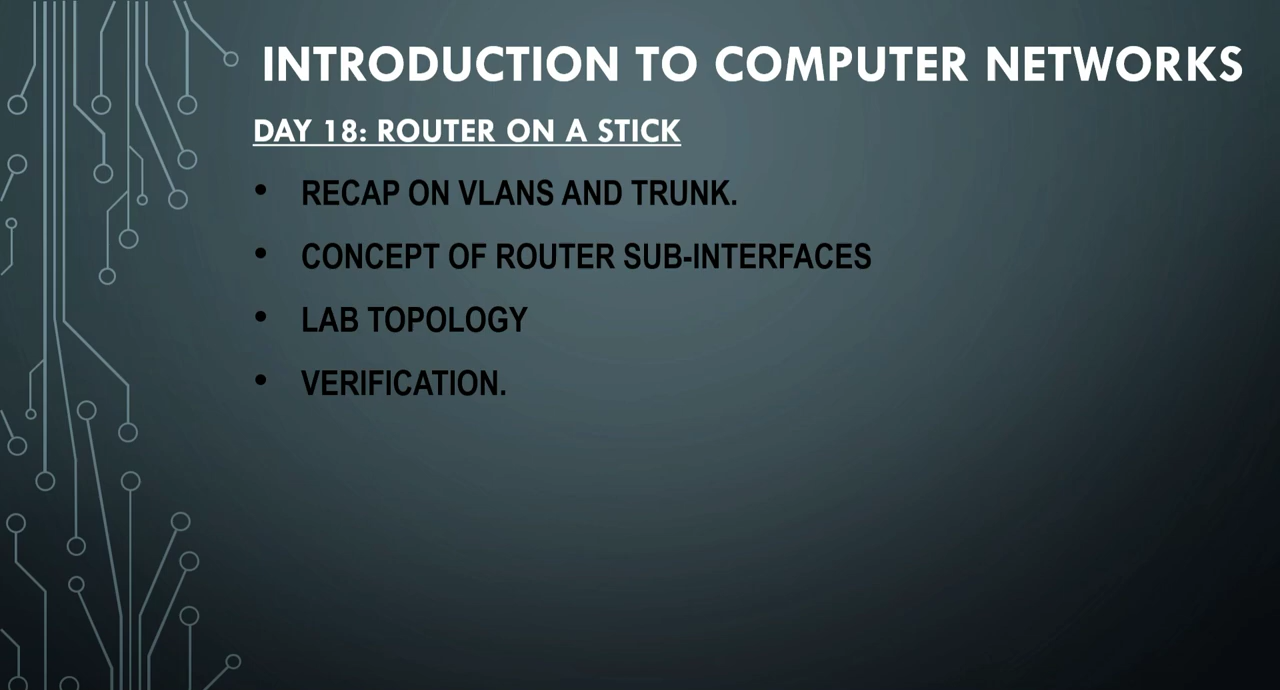 INTRODUCTION TO COMPUTER NETWORKS
DAY 18: ROUTER ON A STICK
• RECAP ON VLANS AND TRUNK.
• CONCEPT OF ROUTER SUB-INTERFACES
• LAB TOPOLOGY
• VERIFICATION.